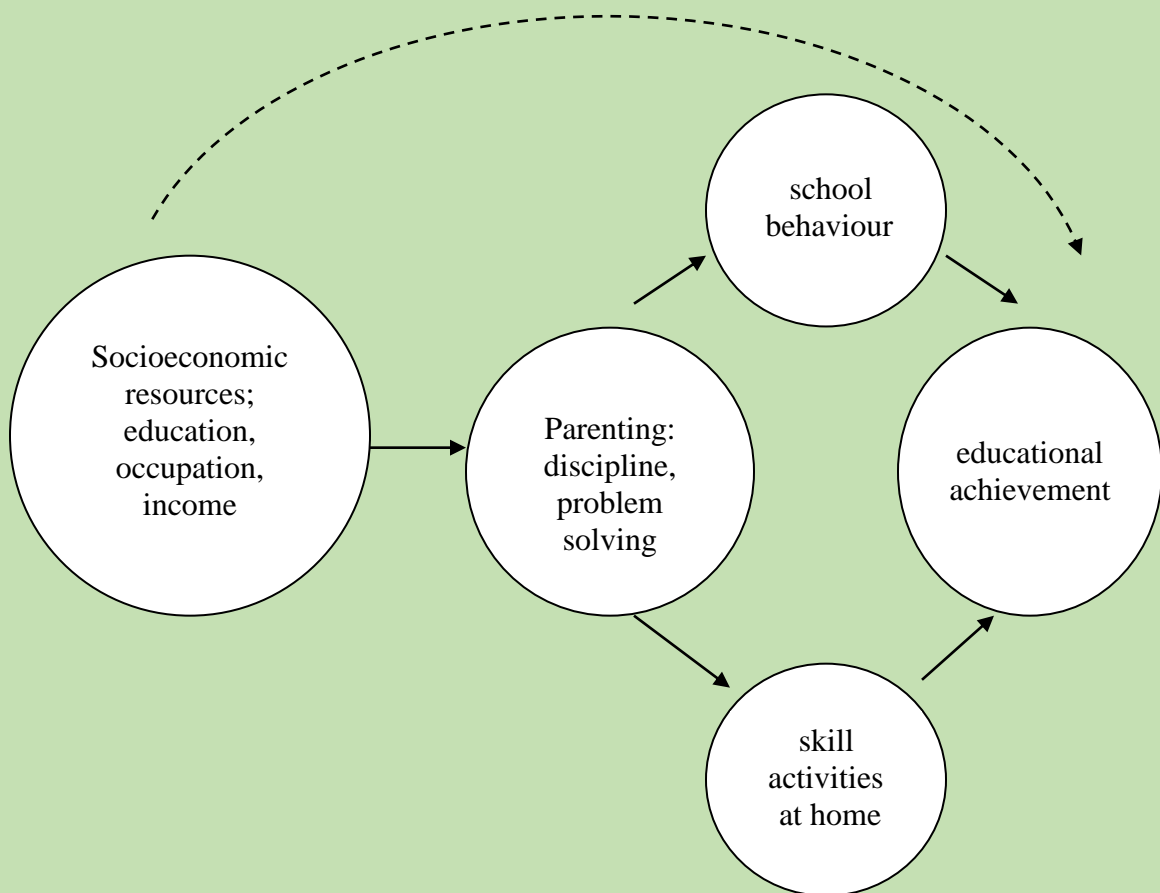 school
behaviour
Socioeconomic
resources;
education,
occupation,
income
Parenting:
discipline,
problem
solving
educational
achievement
skill
activities
at home